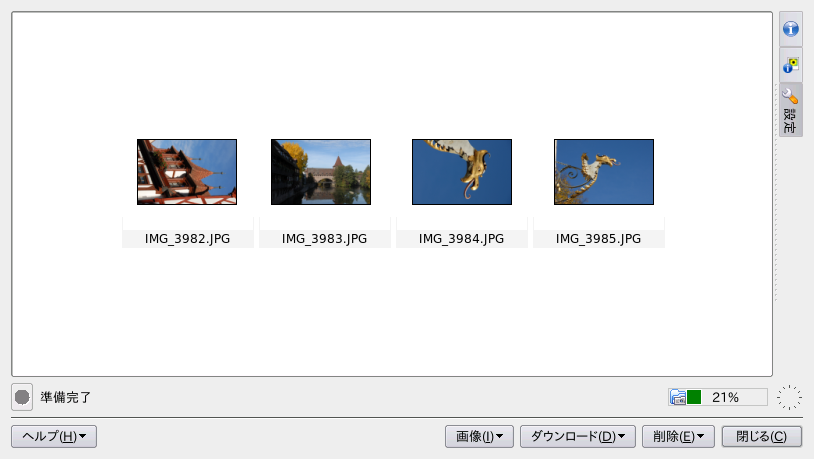 設定
IMG_3982.JPG
IMG_3983.JPG
IMG_3984.JPG
IMG_3985.JPG
準備完了
21%
ヘルプ(H)
画像(I)
ダウンロード(D)
削除(E)
閉じる(C)